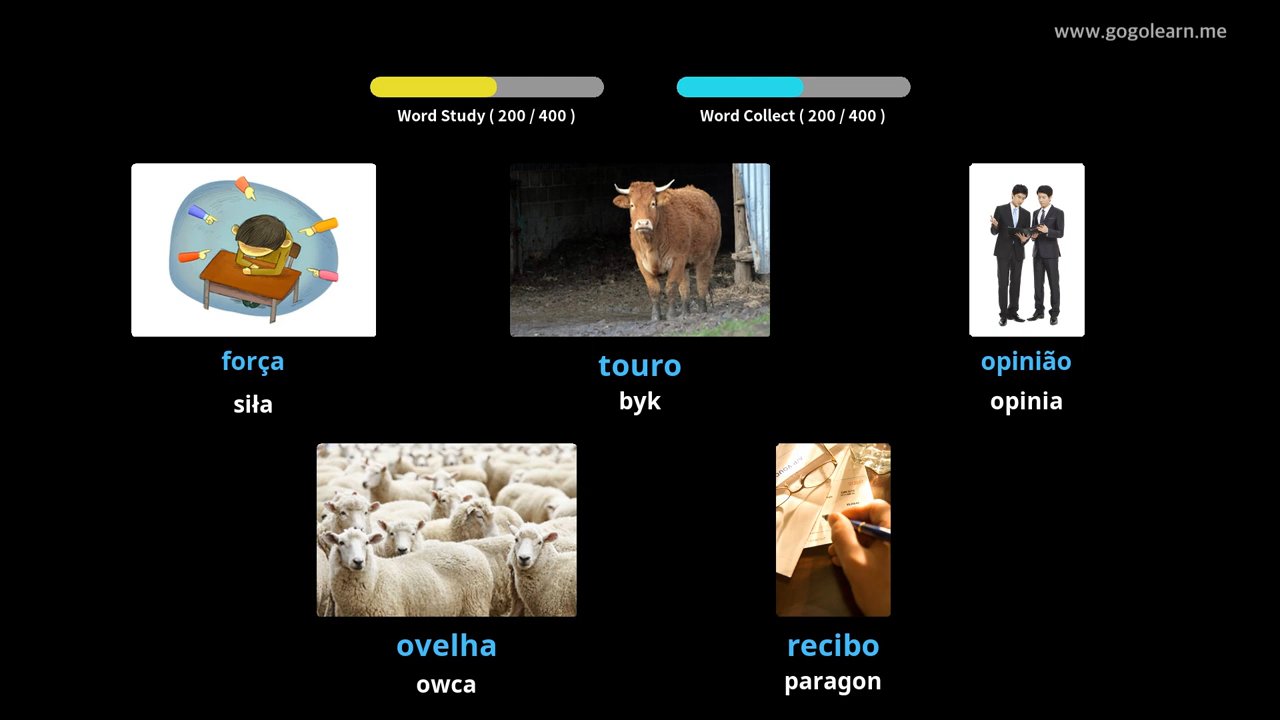 www.gogolearn.me
Word Study ( 200 / 400 )
Word Collect ( 200 / 400 )
força
touro
opinião
siła
byk
opinia
ovelha
recibo
owca
paragon